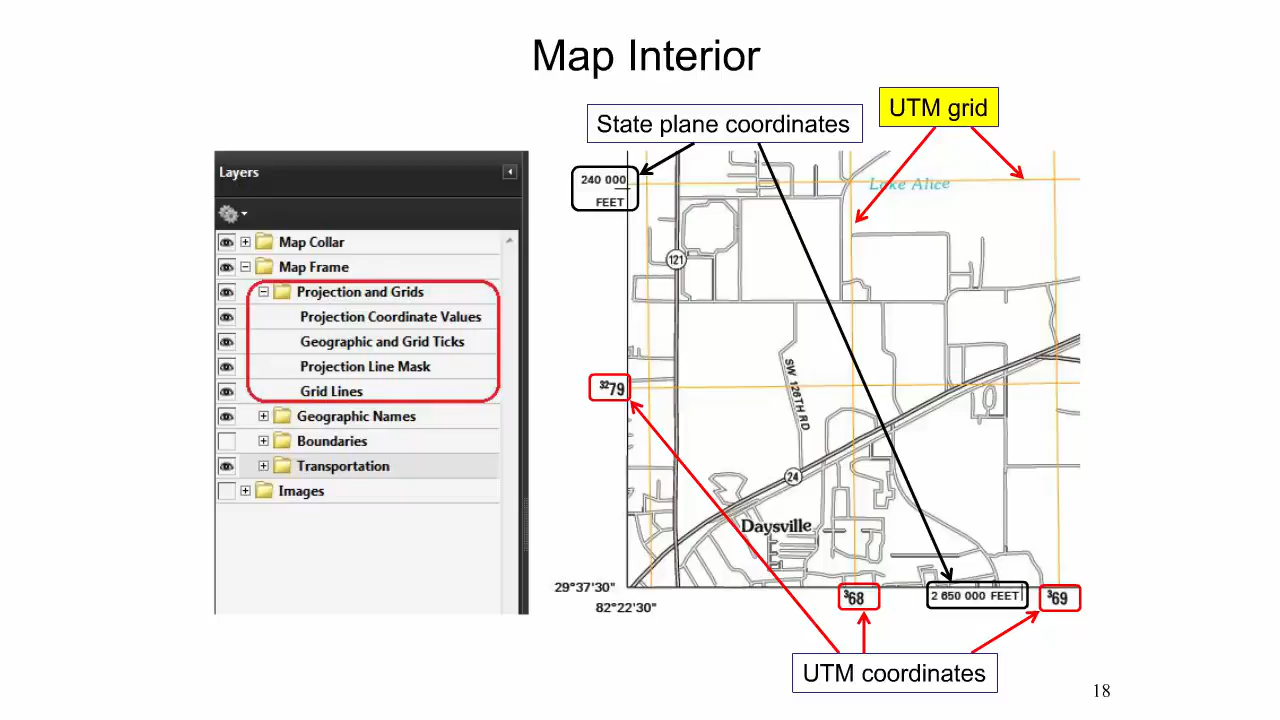 Map Interior
State plane coordinates
UTM grid
Layers
Map Collar
Map Frame
Projection and Grids
Projection Coordinate Values
Geographic and Grid Ticks
Projection Line Mask
Grid Lines
Geographic Names
Boundaries
Transportation
Images
240 000
FEET
Lake Alice
121
3279
SW 126TH RD
24
Daysville
29°37'30"
82°22'30"
368
2 650 000 FEET
369
UTM coordinates
18